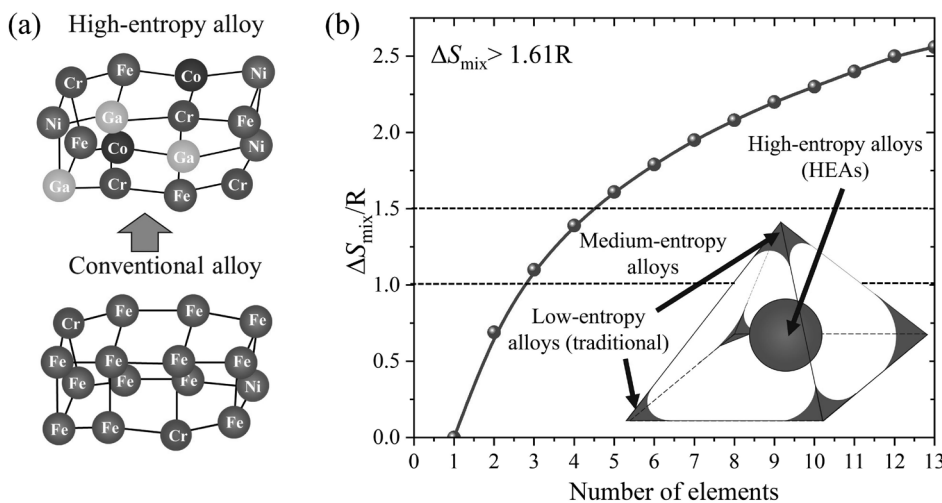 (a)
High-entropy alloy
Fe
Co
Ni
Cr
Ni
Ga
Cr
Fe
Fe
Co
Ga
Ni
Ga
Cr
Fe
Cr
Conventional alloy
Cr
Fe
Fe
Fe
Fe
Fe
Fe
Fe
Fe
Fe
Fe
Ni
Fe
Fe
Cr
Fe
(b)
ΔSmix> 1.61R
ΔSmix/R
2.5
2.0
1.5
1.0
0.5
0.0
High-entropy alloys
(HEAs)
Medium-entropy
alloys
Low-entropy
alloys (traditional)
0 1 2 3 4 5 6 7 8 9 10 11 12 13
Number of elements